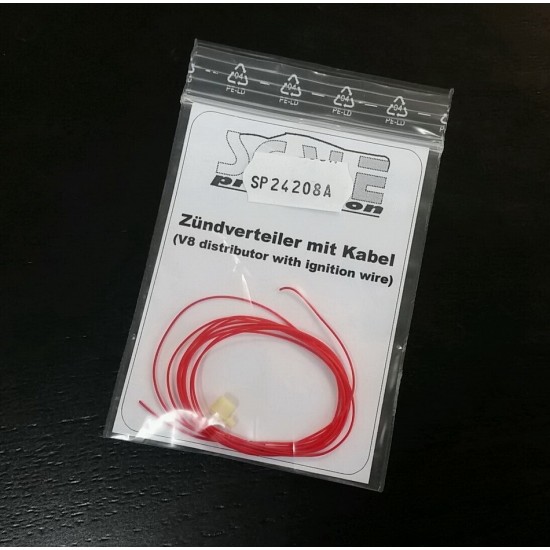 04 04 04 04
PE-LD PE-LD PE-LD PE-LD
SP24208A
Zündverteiler mit Kabel
(V8 distributor with ignition wire)